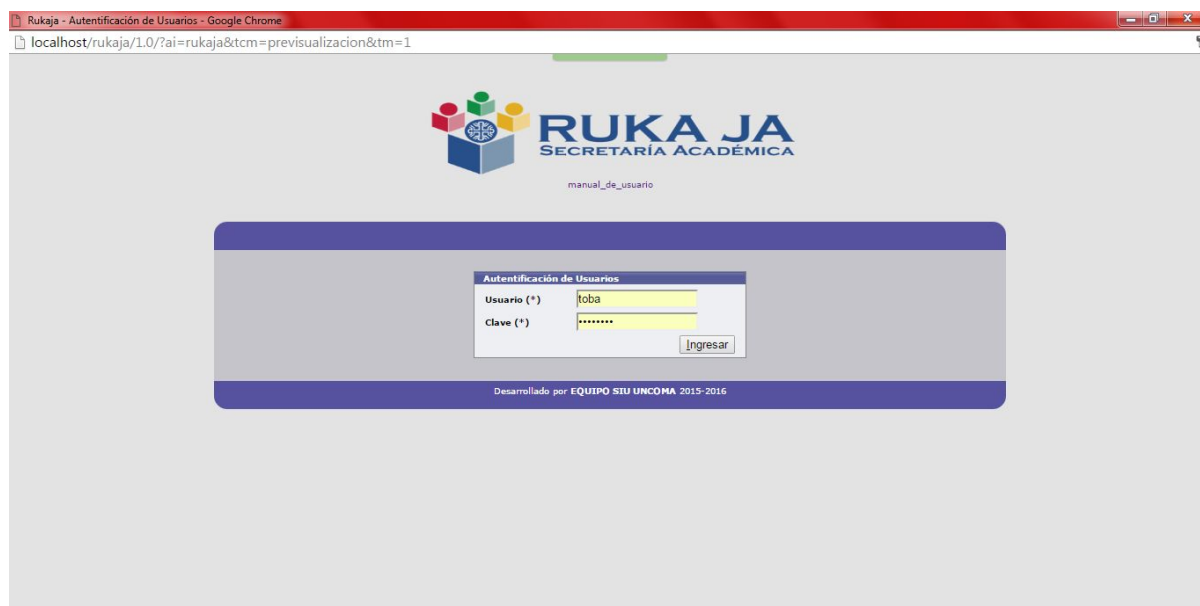 Rukaja - Autentificación de Usuarios - Google Chrome
localhost/rukaja/1.0/?ai=rukaja&tcm=previsualizacion&tm=1
RUKA JA
SECRETARÍA ACADÉMICA
manual_de_usuario
Autentificación de Usuarios
Usuario (*) toba
Clave (*) ••••••••
Ingresar
Desarrollado por EQUIPO SIU UNCOMA 2015-2016